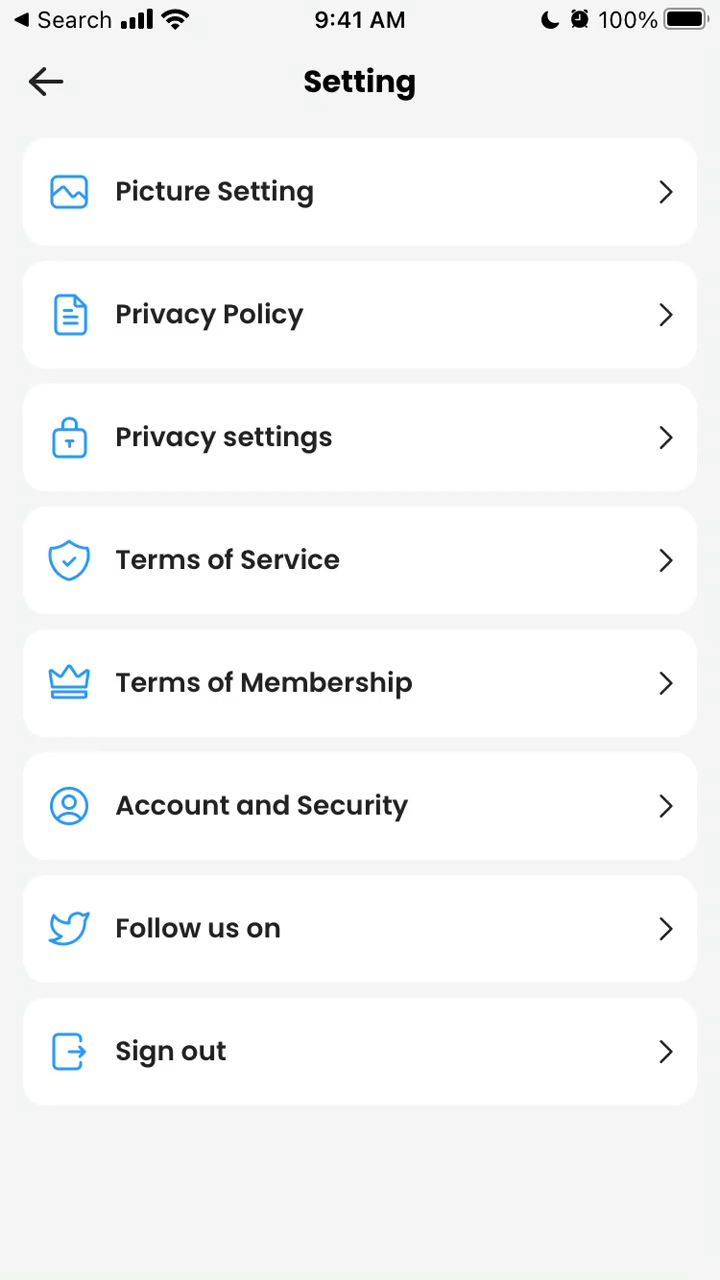 Search 9:41 AM 100%
Setting
Picture Setting
Privacy Policy
Privacy settings
Terms of Service
Terms of Membership
Account and Security
Follow us on
Sign out